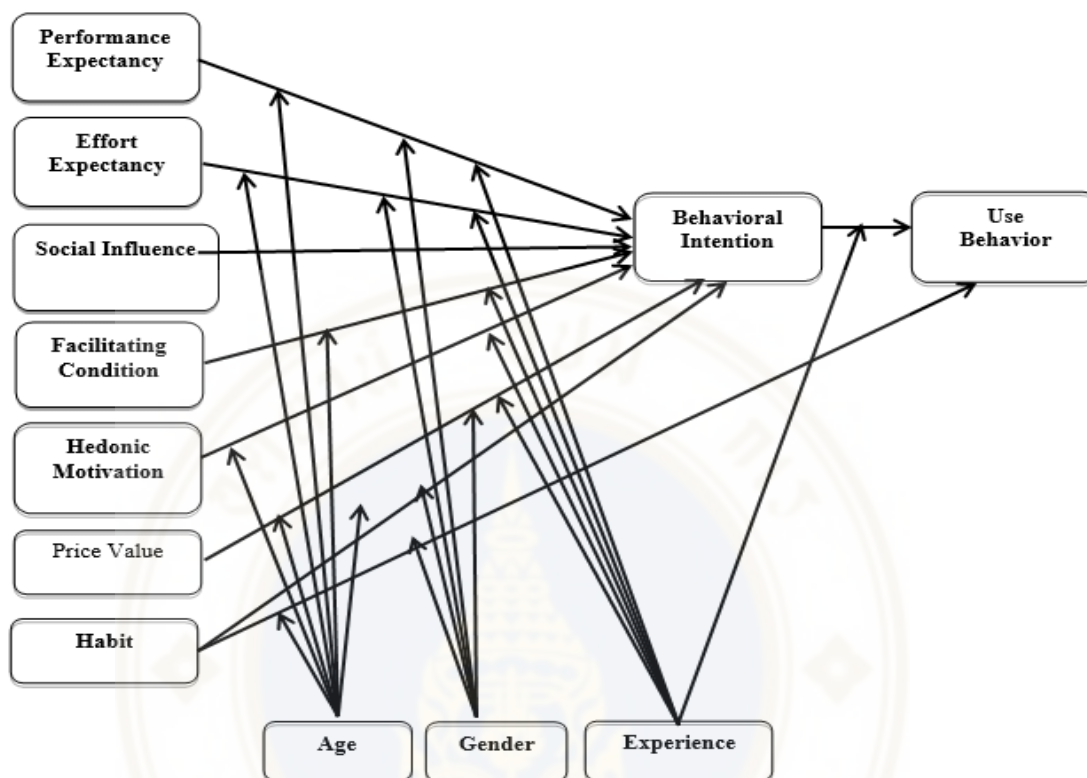 Performance
Expectancy
Effort
Expectancy
Social Influence
Facilitating
Condition
Hedonic
Motivation
Price Value
Habit
Behavioral
Intention
Use
Behavior
Age
Gender
Experience